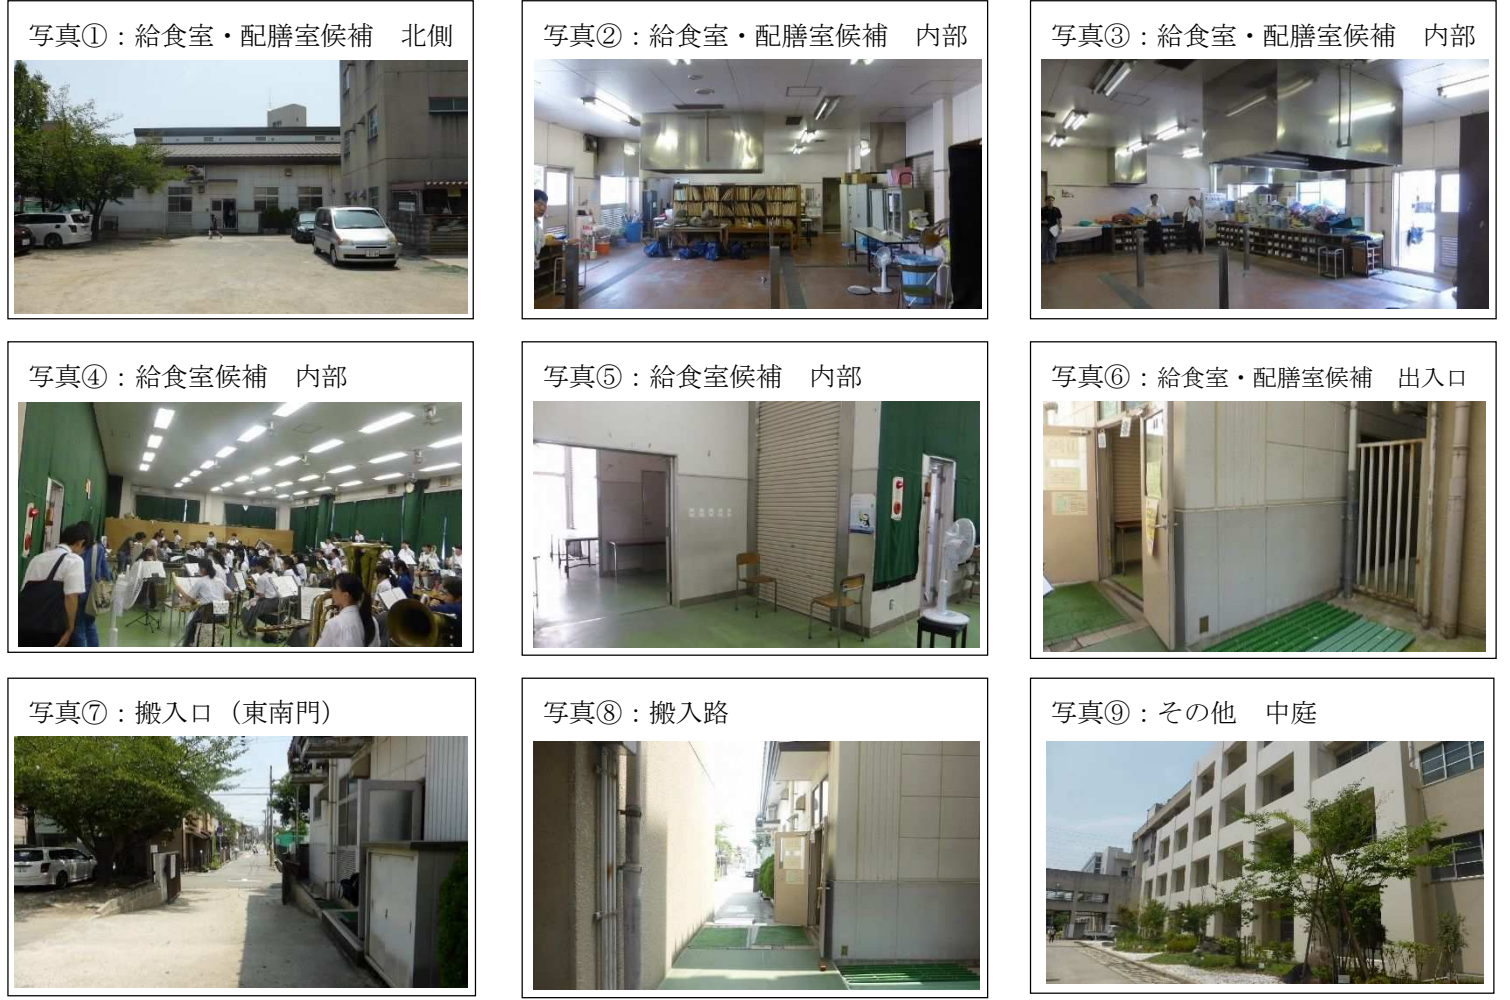 写真①：給食室・配膳室候補　北側
写真②：給食室・配膳室候補　内部
写真③：給食室・配膳室候補　内部
写真④：給食室候補　内部
写真⑤：給食室候補　内部
写真⑥：給食室・配膳室候補　出入口
写真⑦：搬入口（東南門）
写真⑧：搬入路
写真⑨：その他　中庭